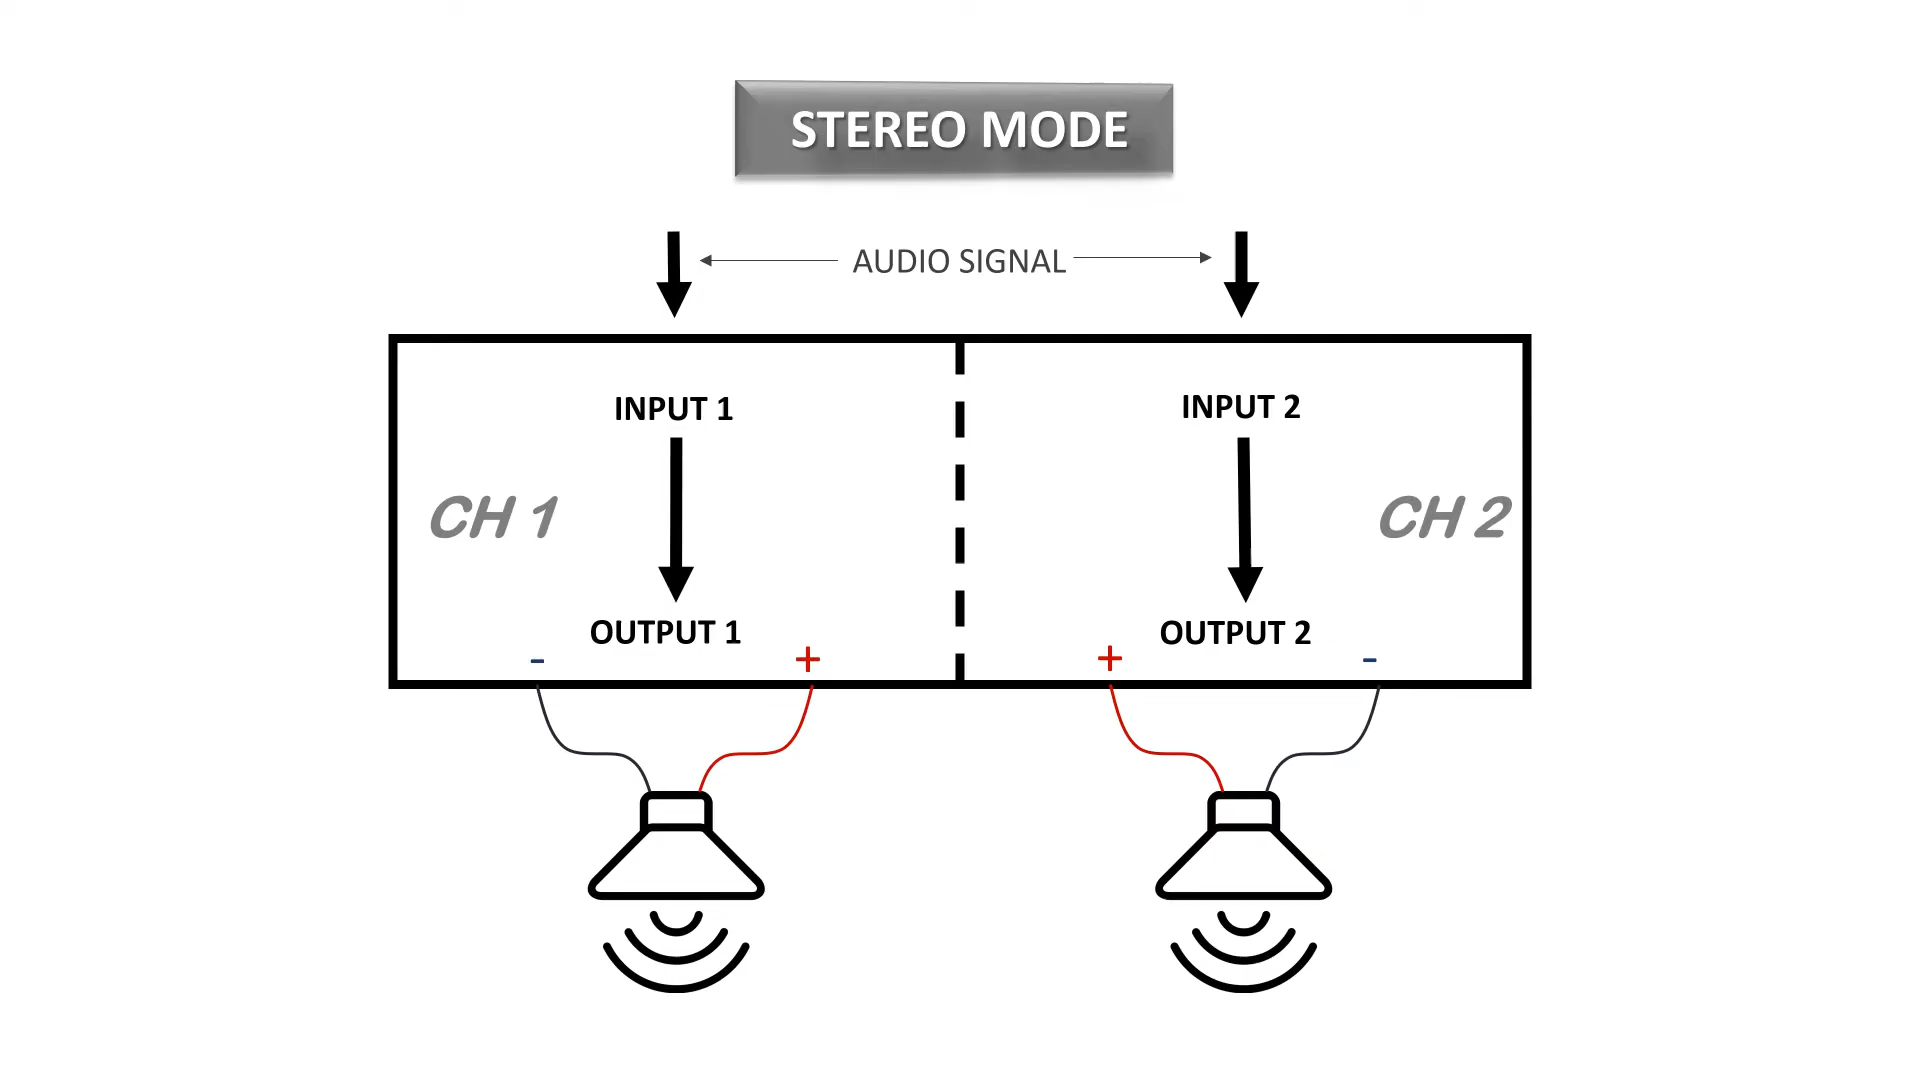 STEREO MODE
AUDIO SIGNAL
INPUT 1
INPUT 2
CH 1
CH 2
OUTPUT 1
OUTPUT 2
- +
+ -